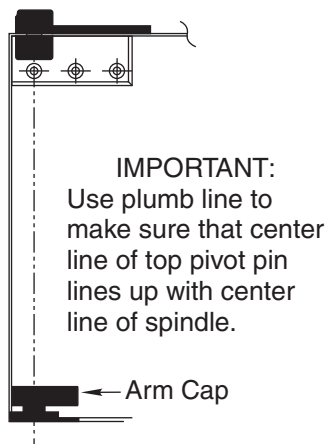 IMPORTANT:
Use plumb line to
make sure that center
line of top pivot pin
lines up with center
line of spindle.
Arm Cap